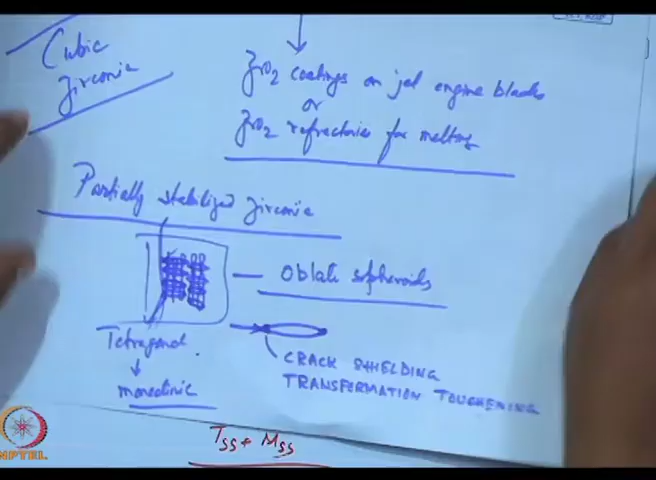 Cubic
Zirconia
ZrO2 coatings on jet engine blades
or
ZrO2 refractories for melting
Partially stabilized Zirconia
Oblate spheroids
Tetragonal
monoclinic
CRACK SHIELDING
TRANSFORMATION TOUGHENING
TSS + MSS
NPTEL